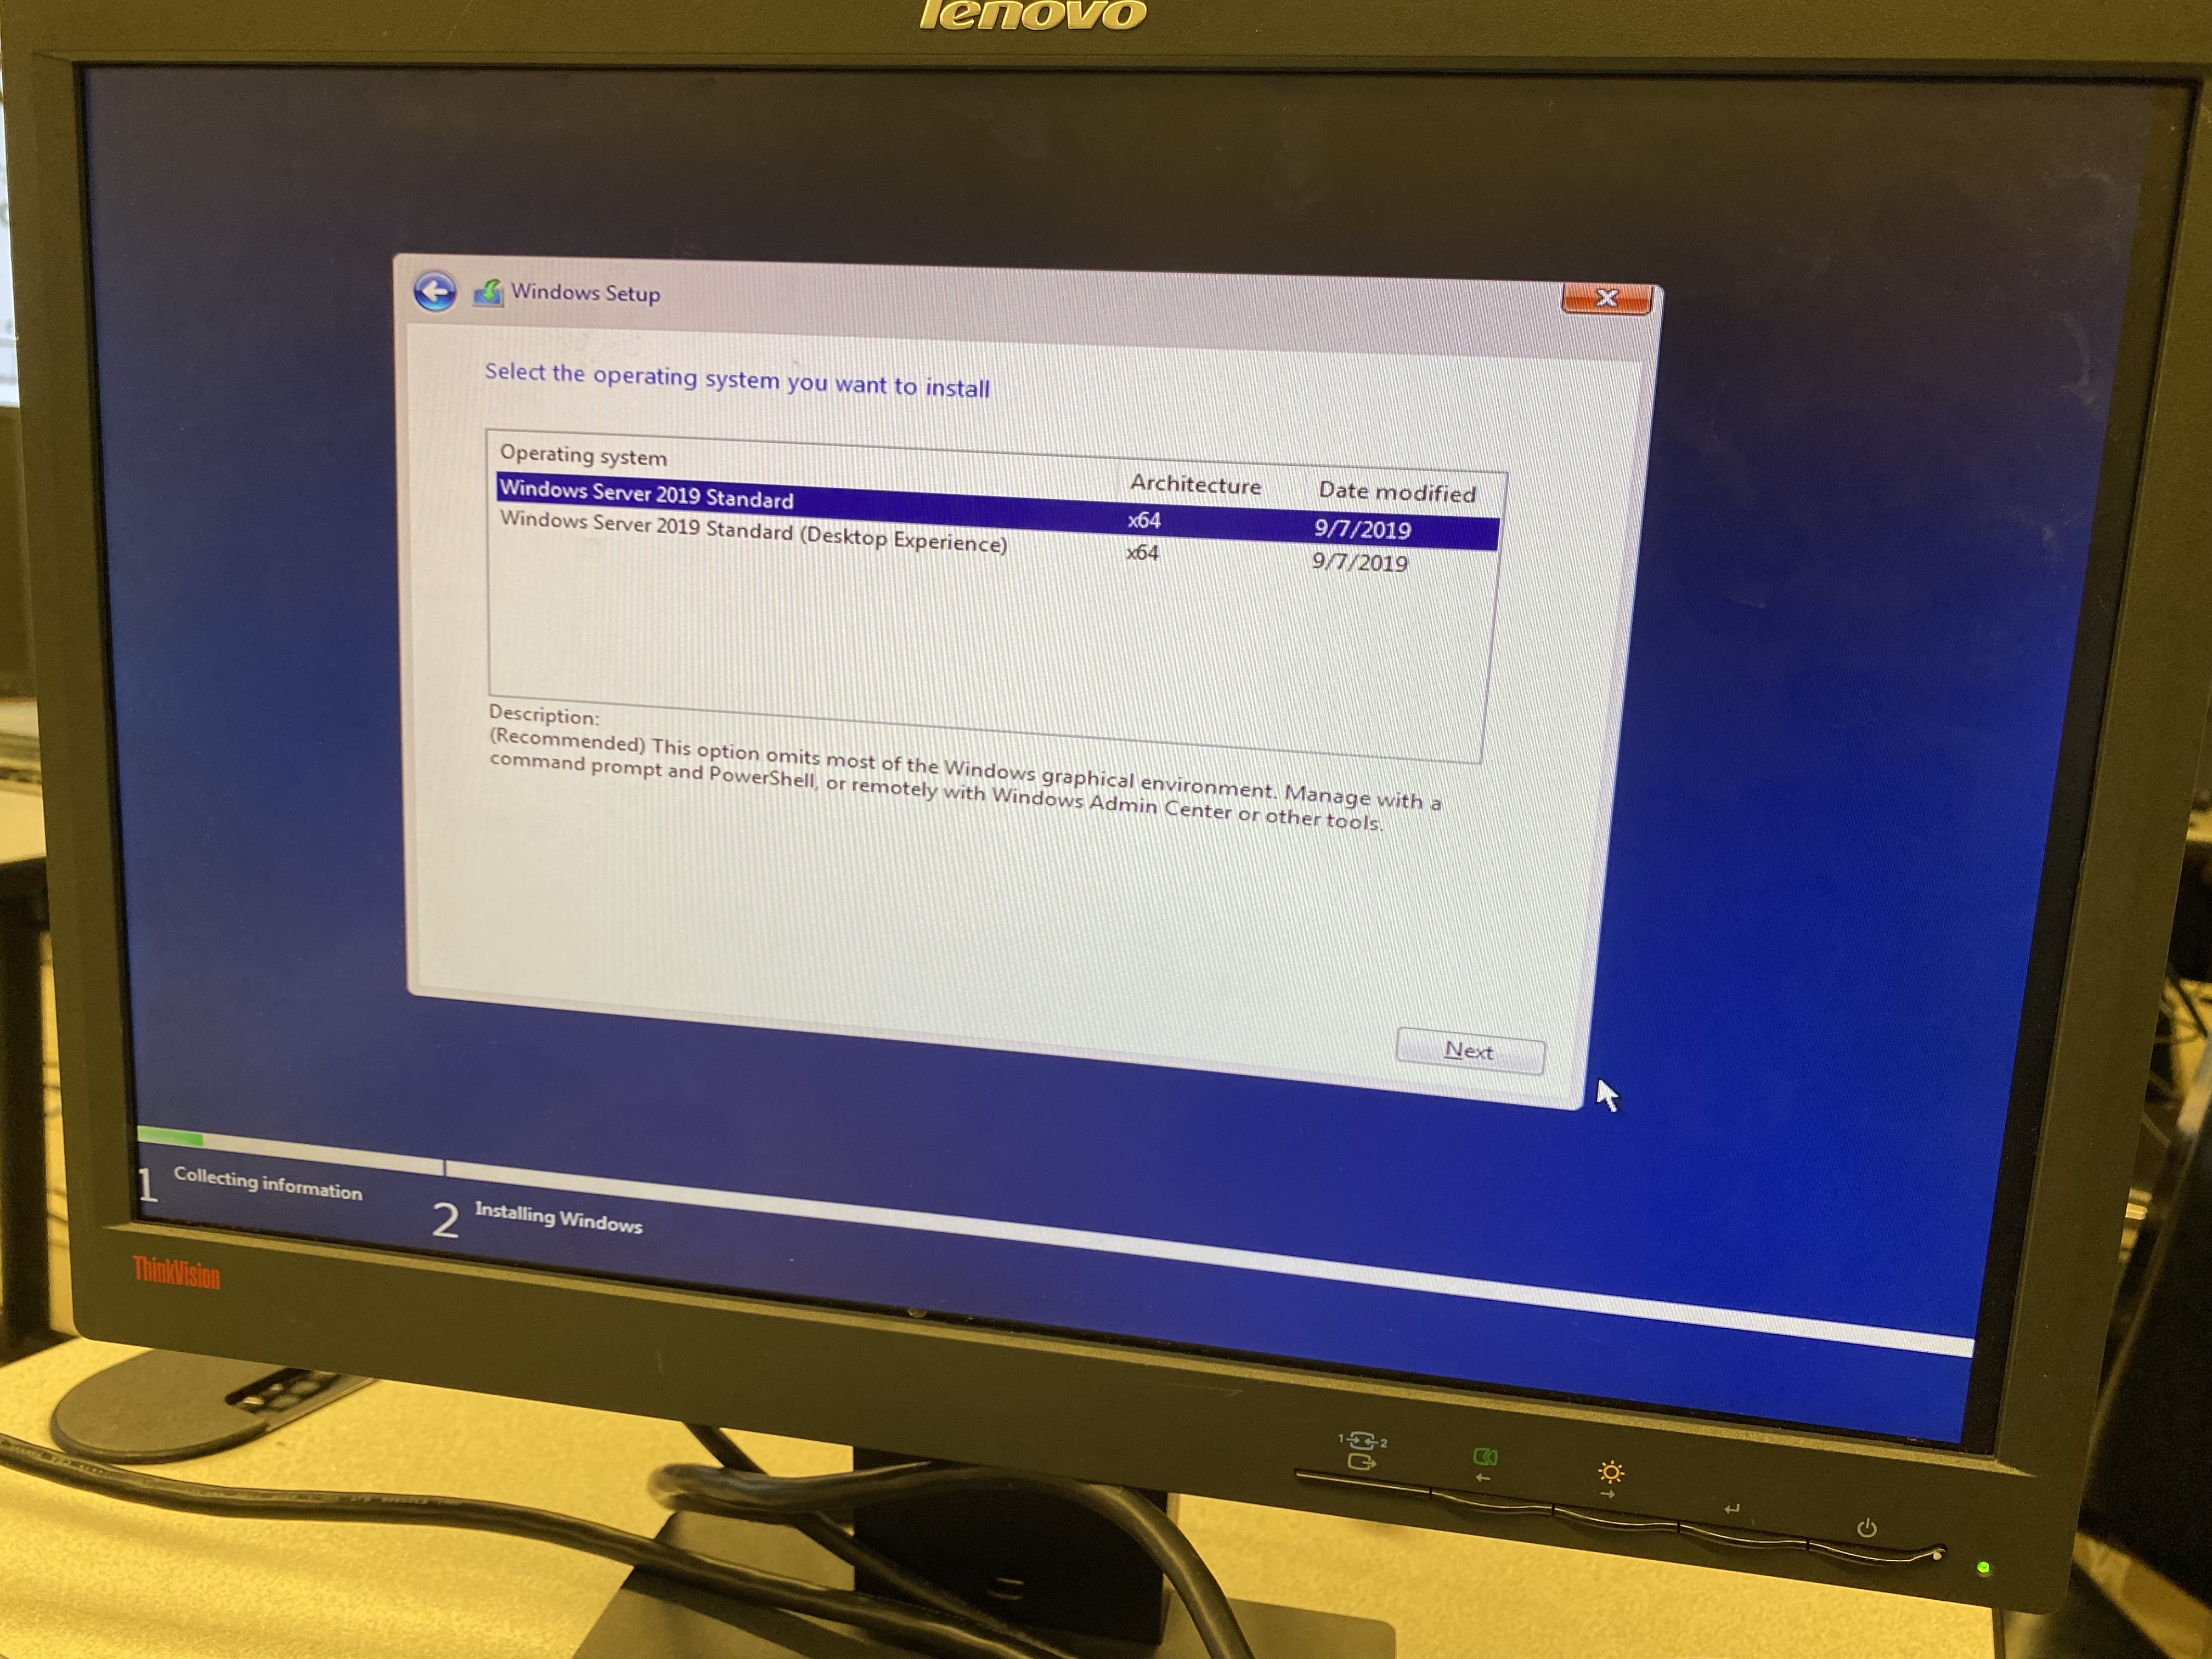 lenovo
Windows Setup
Select the operating system you want to install
Operating system Architecture Date modified
Windows Server 2019 Standard x64 9/7/2019
Windows Server 2019 Standard (Desktop Experience) x64 9/7/2019
Description:
(Recommended) This option omits most of the Windows graphical environment. Manage with a
command prompt and PowerShell, or remotely with Windows Admin Center or other tools.
Next
1 Collecting information
2 Installing Windows
ThinkVision
1 2